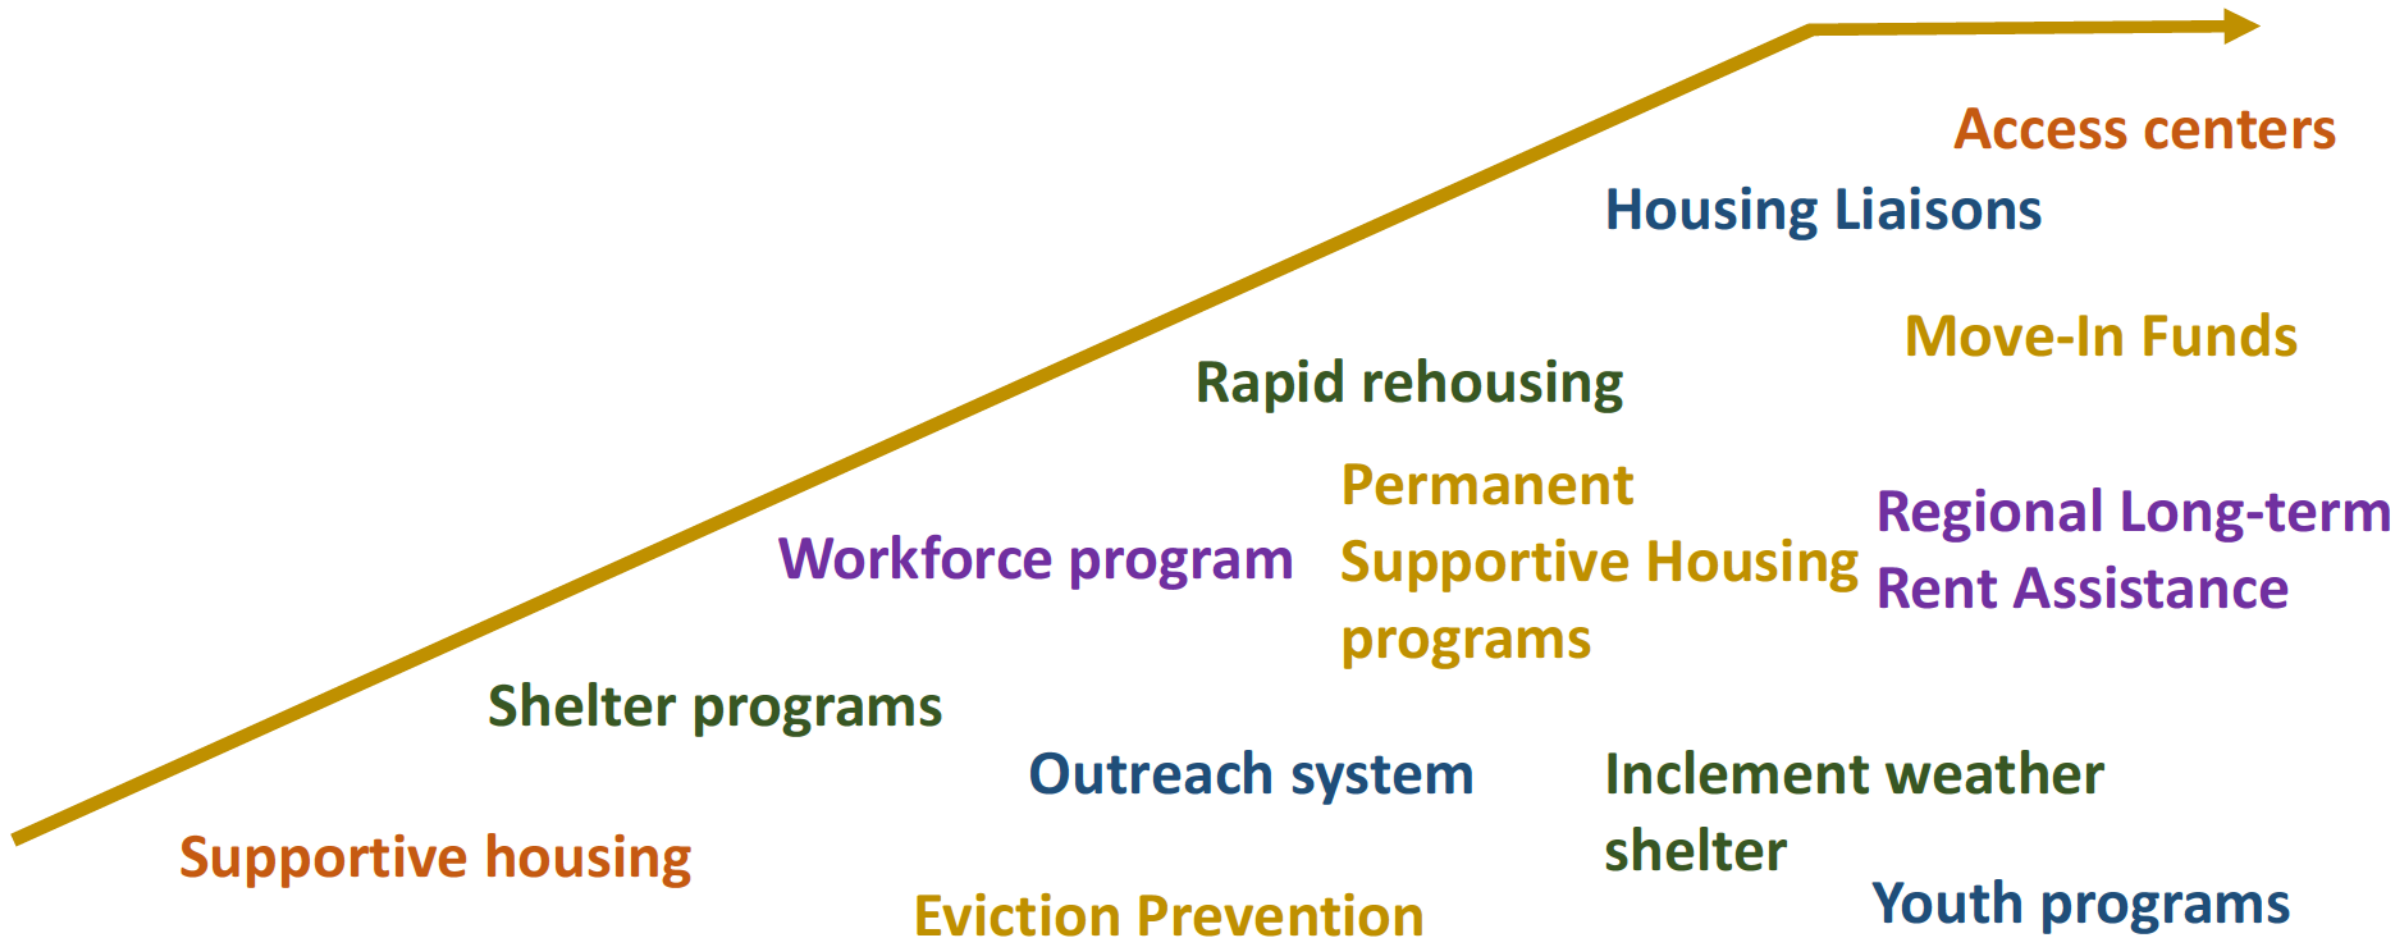 Access centers
Housing Liaisons
Move-In Funds
Rapid rehousing
Permanent
Supportive Housing
programs
Regional Long-term
Rent Assistance
Workforce program
Shelter programs
Outreach system
Inclement weather
shelter
Supportive housing
Youth programs
Eviction Prevention